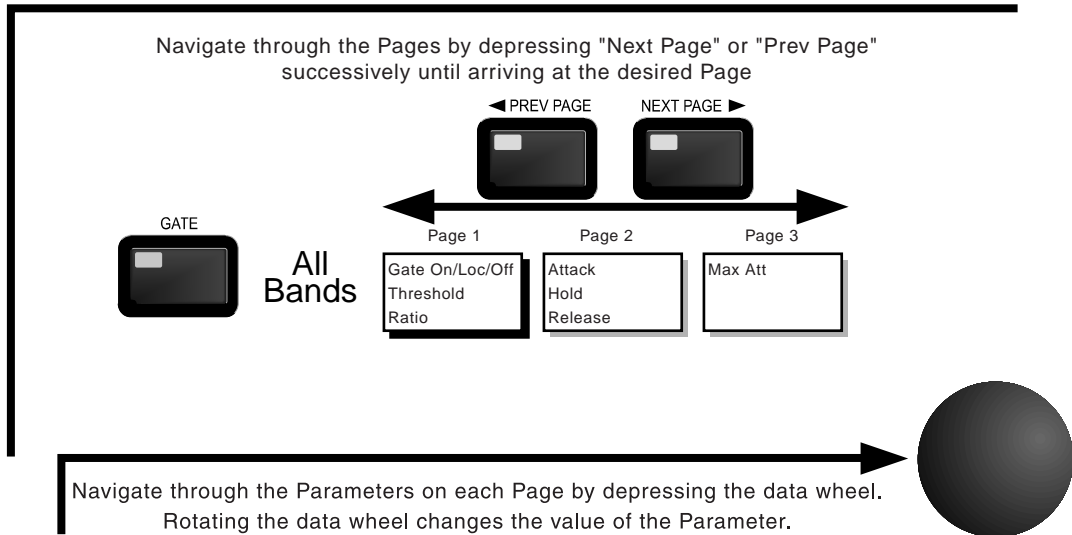 Navigate through the Pages by depressing "Next Page" or "Prev Page"
successively until arriving at the desired Page
◄ PREV PAGE
NEXT PAGE ►
GATE
All
Bands
Page 1
Gate On/Loc/Off
Threshold
Ratio
Page 2
Attack
Hold
Release
Page 3
Max Att
Navigate through the Parameters on each Page by depressing the data wheel.
Rotating the data wheel changes the value of the Parameter.